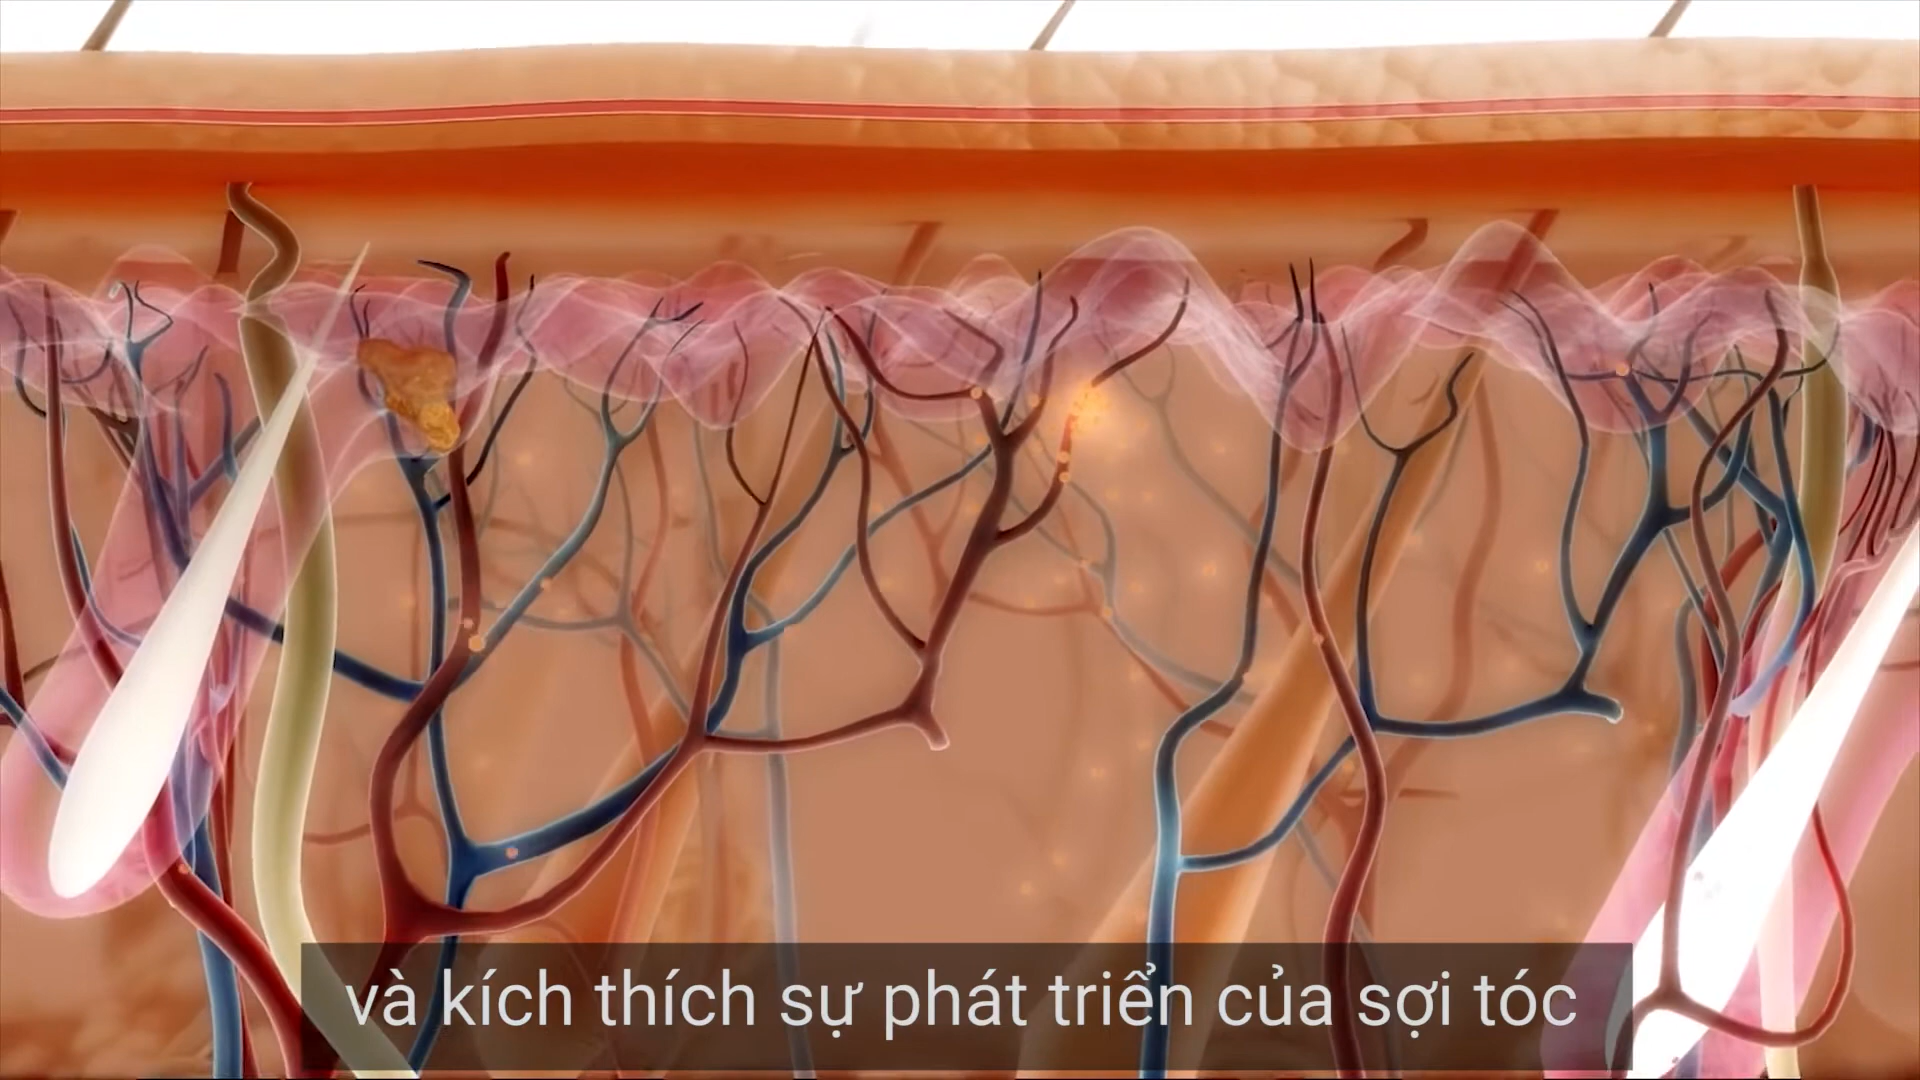 và kích thích sự phát triển của sợi tóc